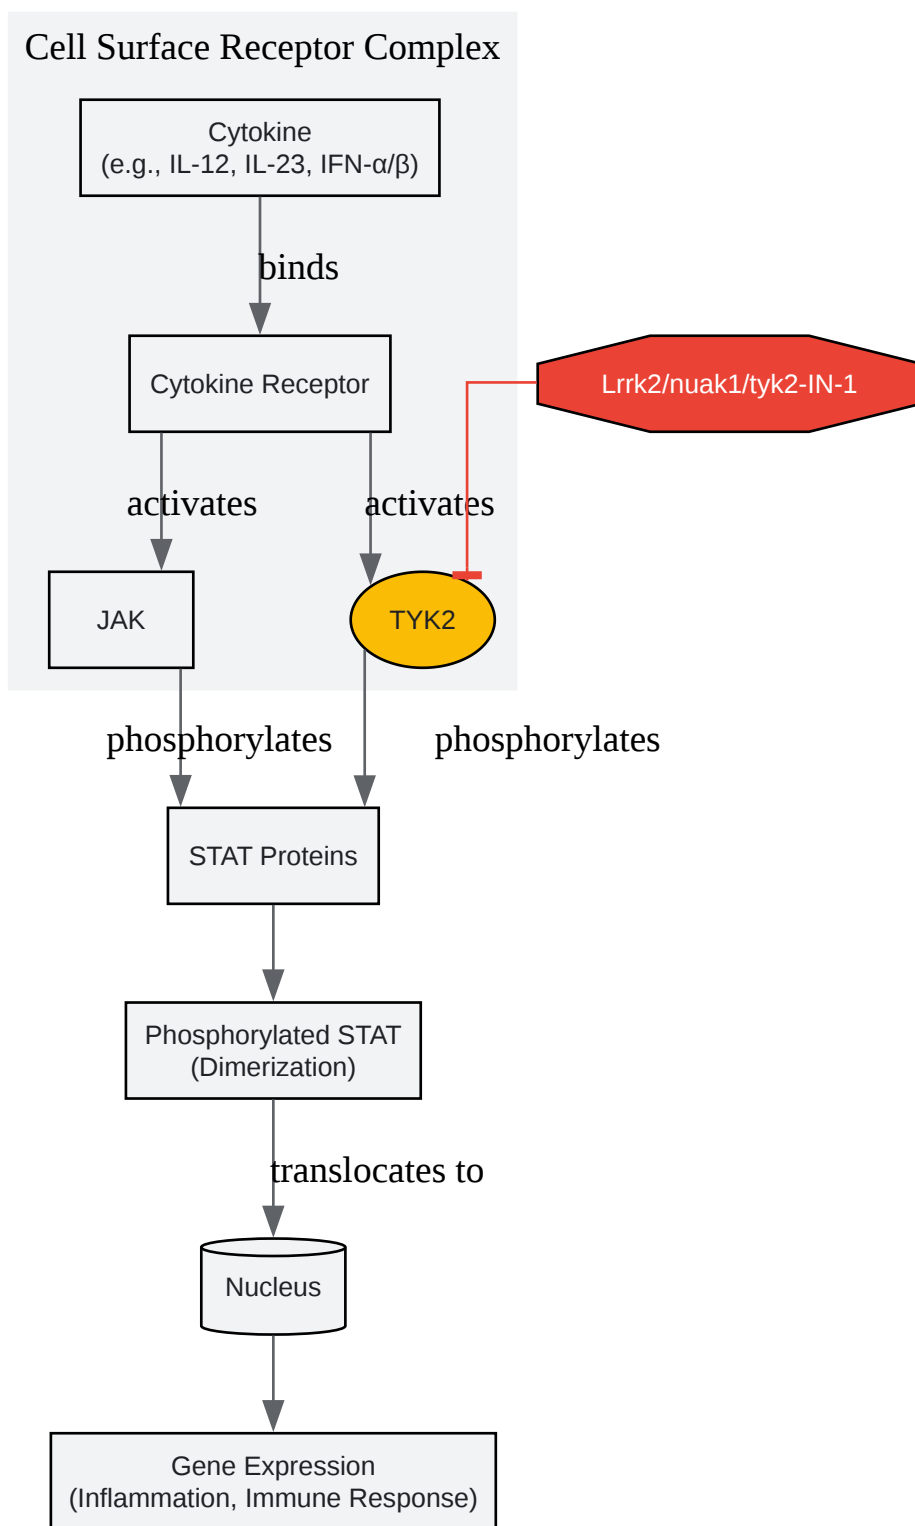 Cell Surface Receptor Complex
Cytokine
(e.g., IL-12, IL-23, IFN-α/β)
binds
Cytokine Receptor
Lrrk2/nuak1/tyk2-IN-1
activates
activates
JAK
TYK2
phosphorylates
phosphorylates
STAT Proteins
Phosphorylated STAT
(Dimerization)
translocates to
Nucleus
Gene Expression
(Inflammation, Immune Response)